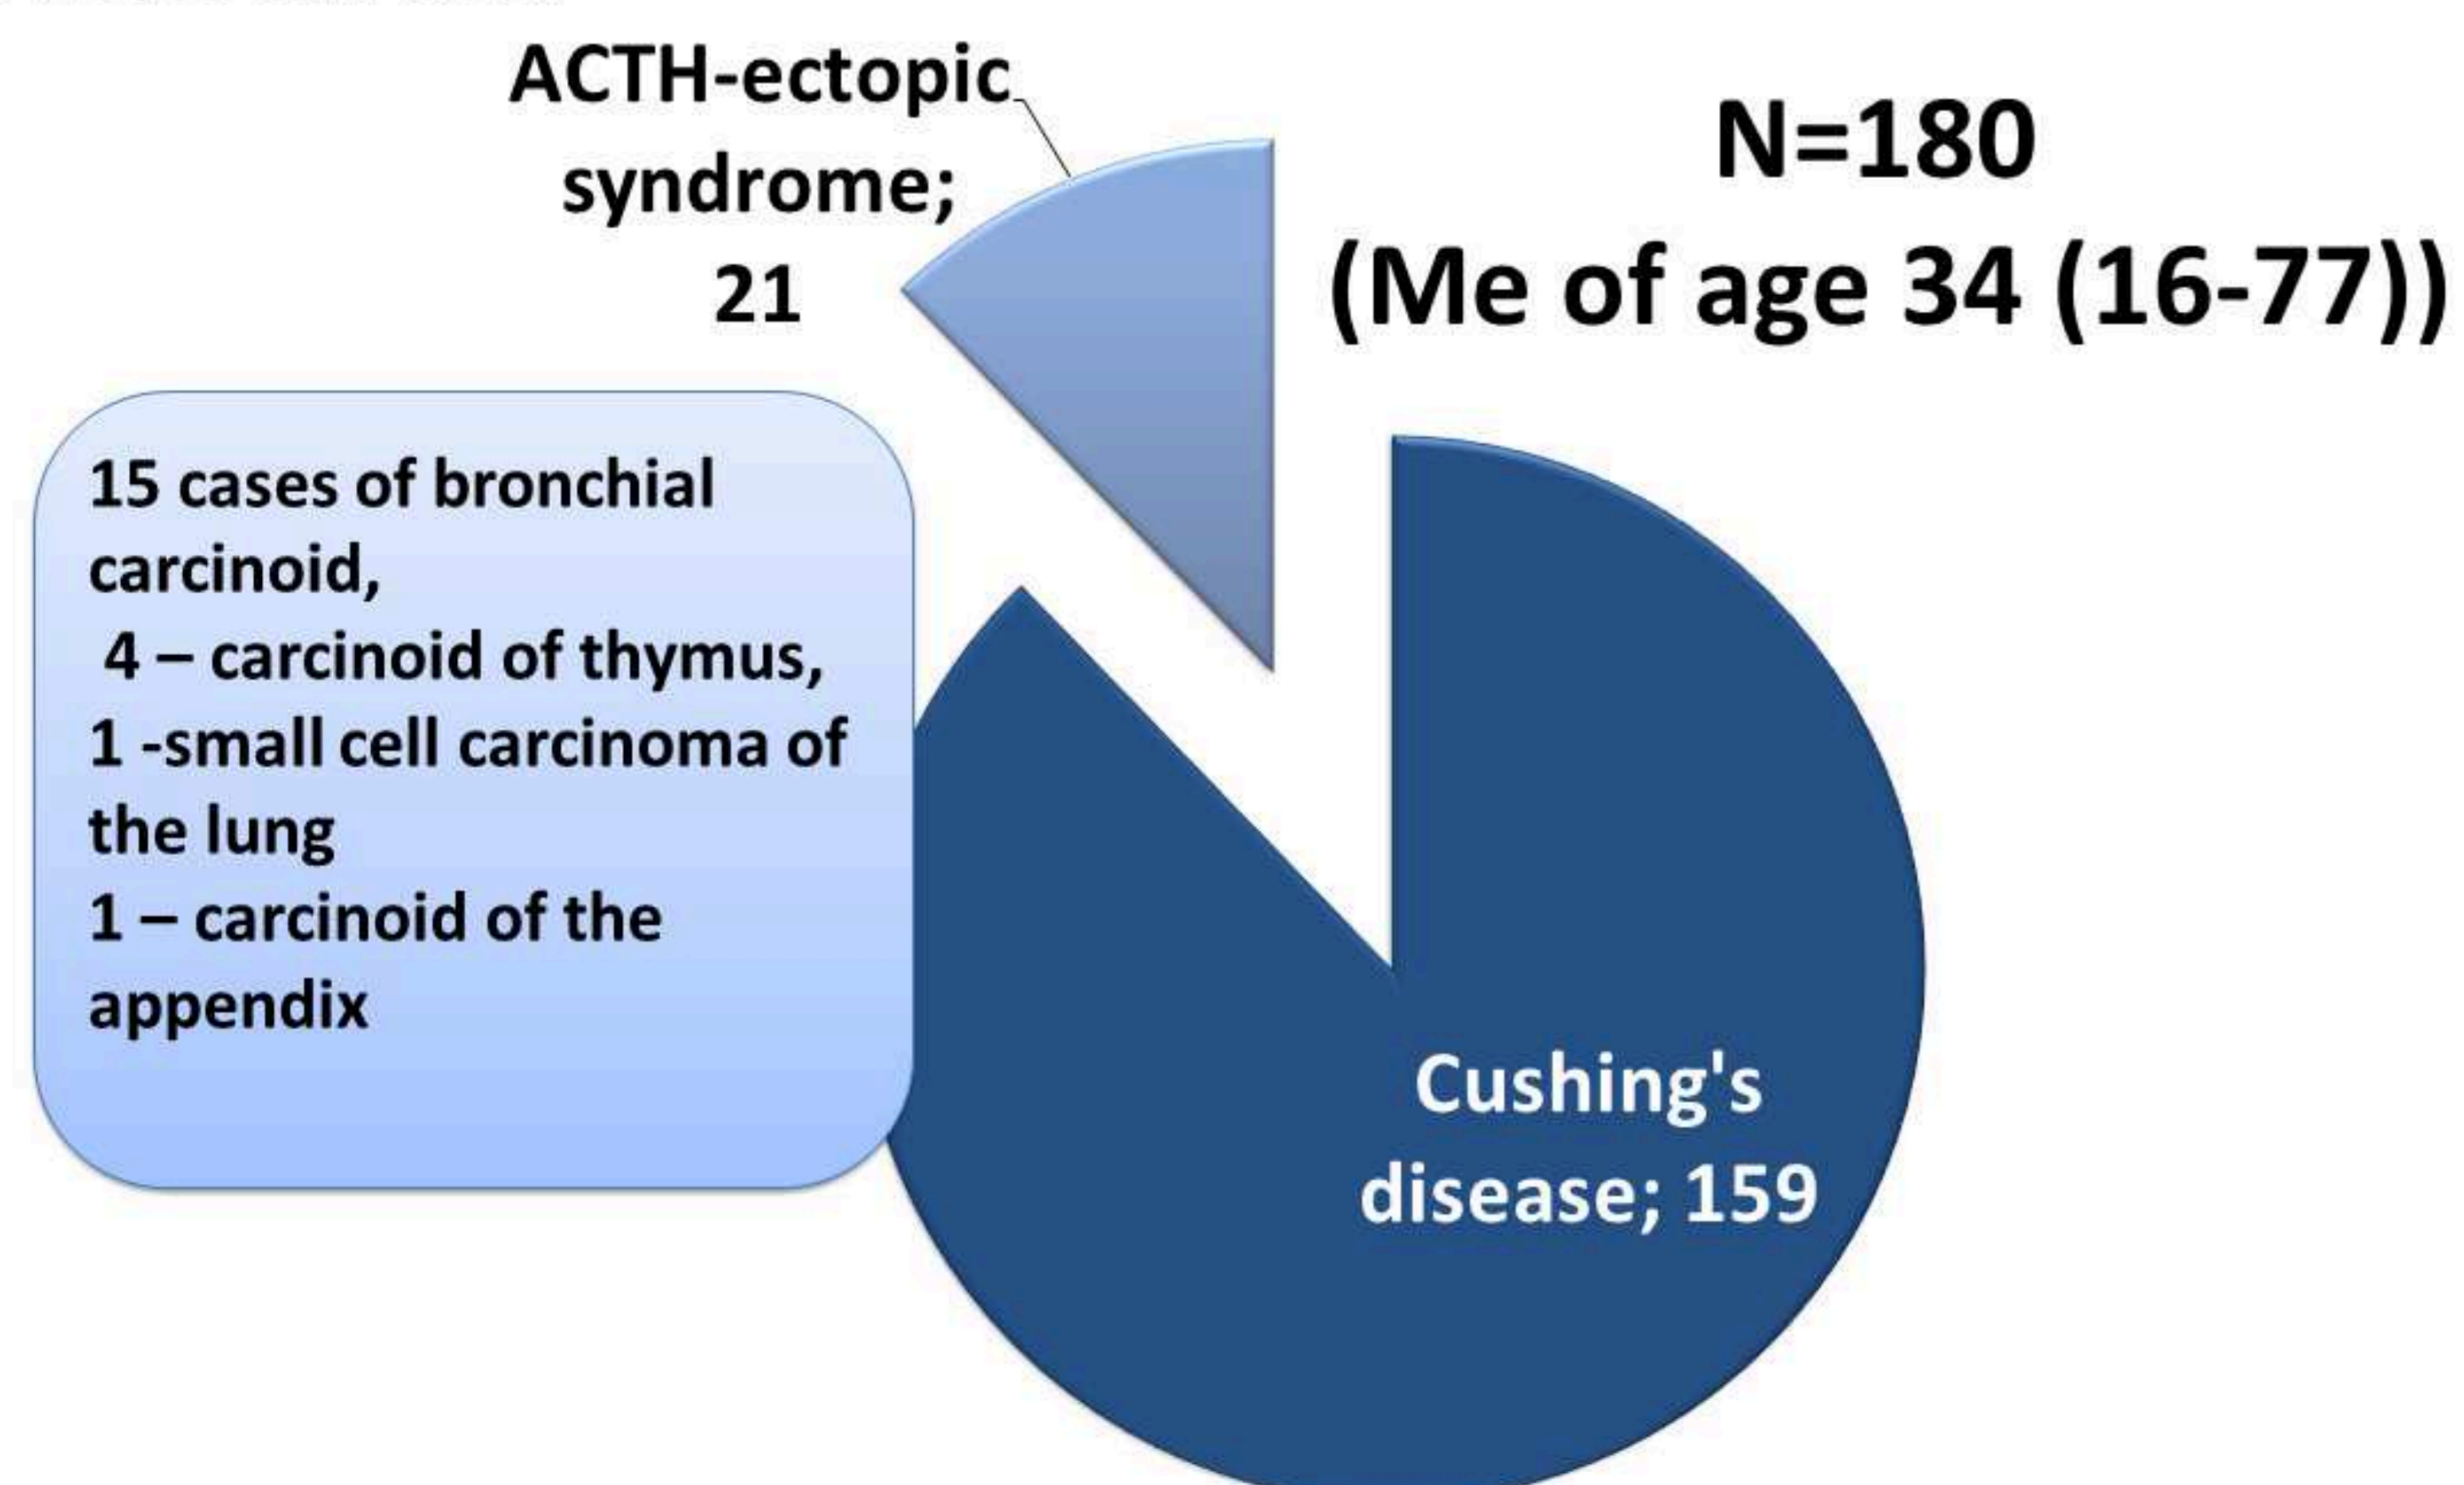 ACTH-ectopic
syndrome;
21
N=180
(Me of age 34 (16-77))
15 cases of bronchial
carcinoid,
4 – carcinoid of thymus,
1 -small cell carcinoma of
the lung
1 – carcinoid of the
appendix
Cushing's
disease; 159